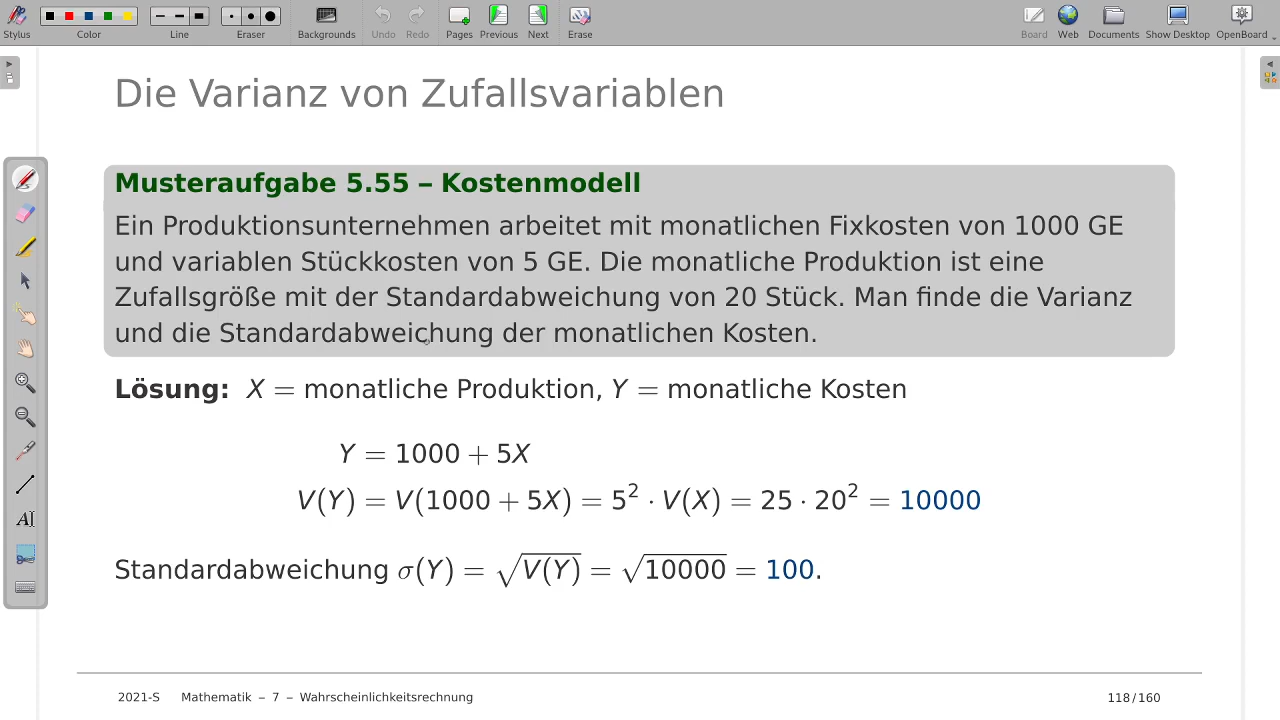 Stylus Color Line Eraser Backgrounds Undo Redo Pages Previous Next Erase Board Web Documents Show Desktop OpenBoard
Die Varianz von Zufallsvariablen
Musteraufgabe 5.55 – Kostenmodell
Ein Produktionsunternehmen arbeitet mit monatlichen Fixkosten von 1000 GE
und variablen Stückkosten von 5 GE. Die monatliche Produktion ist eine
Zufallsgröße mit der Standardabweichung von 20 Stück. Man finde die Varianz
und die Standardabweichung der monatlichen Kosten.
Lösung: X = monatliche Produktion, Y = monatliche Kosten
Y = 1000 + 5X
V(Y) = V(1000 + 5X) = 5² · V(X) = 25 · 20² = 10000
Standardabweichung σ(Y) = √V(Y) = √10000 = 100.
2021-S Mathematik – 7 – Wahrscheinlichkeitsrechnung 118/160